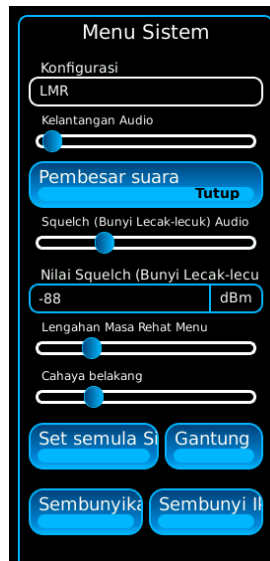 Menu Sistem
Konfigurasi
LMR
Kelantangan Audio
Pembesar suara
Tutup
Squelch (Bunyi Lecak-lecuk) Audio
Nilai Squelch (Bunyi Lecak-lecu
-88 dBm
Lengahan Masa Rehat Menu
Cahaya belakang
Set semula Si Gantung
Sembunyika Sembunyi